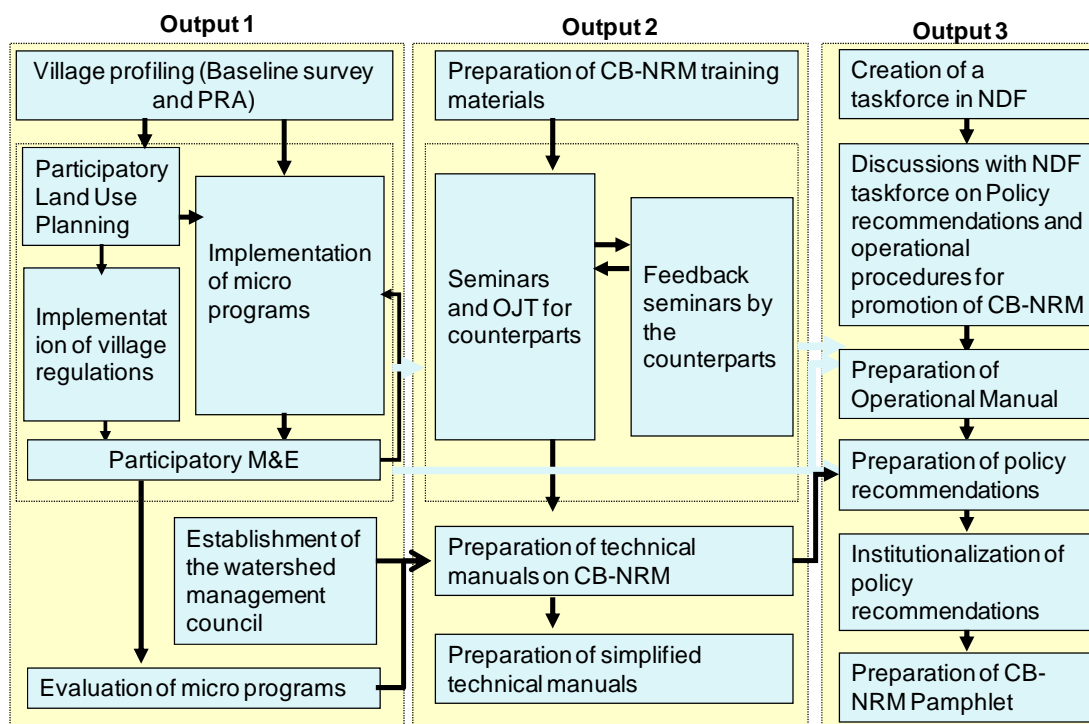 Output 1
Village profiling (Baseline survey
and PRA)
Participatory
Land Use
Planning
Implementation
of micro
programs
Implementat
ion of village
regulations
Participatory M&E
Establishment of
the watershed
management
council
Evaluation of micro programs
Output 2
Preparation of CB-NRM training
materials
Seminars
and OJT for
counterparts
Feedback
seminars by
the
counterparts
Preparation of technical
manuals on CB-NRM
Preparation of simplified
technical manuals
Output 3
Creation of a
taskforce in NDF
Discussions with NDF
taskforce on Policy
recommendations and
operational
procedures for
promotion of CB-NRM
Preparation of
Operational Manual
Preparation of policy
recommendations
Institutionalization of
policy
recommendations
Preparation of CB-
NRM Pamphlet